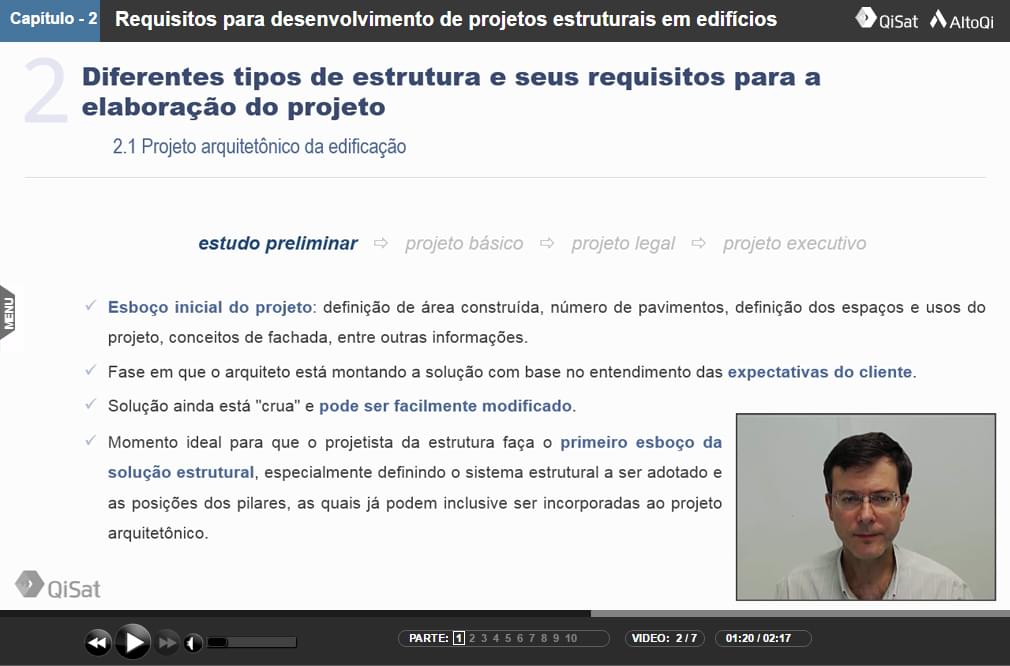 Capítulo - 2
Requisitos para desenvolvimento de projetos estruturais em edifícios
QiSat AltoQi
2
Diferentes tipos de estrutura e seus requisitos para a
elaboração do projeto
2.1 Projeto arquitetônico da edificação
estudo preliminar ⇨ projeto básico ⇨ projeto legal ⇨ projeto executivo
MENU
✓ Esboço inicial do projeto: definição de área construída, número de pavimentos, definição dos espaços e usos do
projeto, conceitos de fachada, entre outras informações.
✓ Fase em que o arquiteto está montando a solução com base no entendimento das expectativas do cliente.
✓ Solução ainda está "crua" e pode ser facilmente modificado.
✓ Momento ideal para que o projetista da estrutura faça o primeiro esboço da
solução estrutural, especialmente definindo o sistema estrutural a ser adotado e
as posições dos pilares, as quais já podem inclusive ser incorporadas ao projeto
arquitetônico.
QiSat
PARTE: 1 2 3 4 5 6 7 8 9 10
VIDEO: 2 / 7
01:20 / 02:17